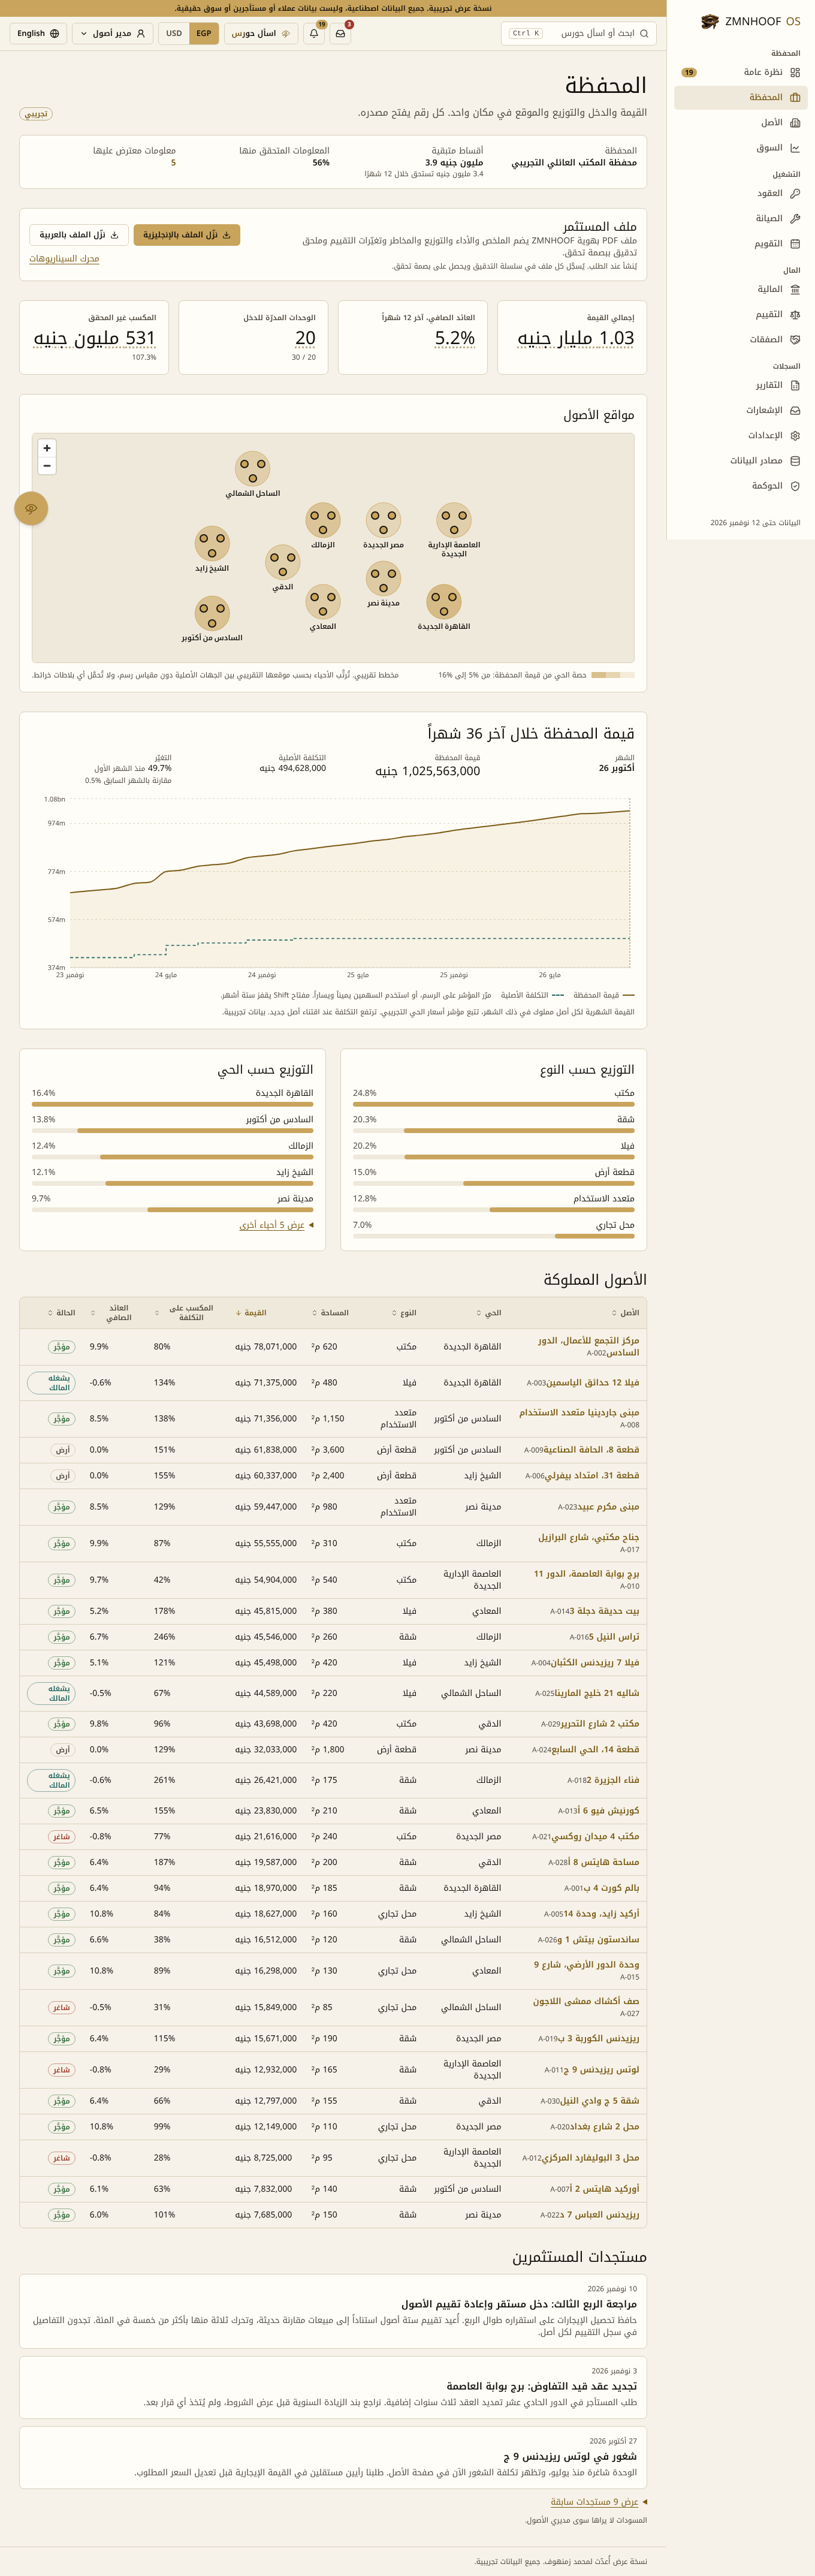 نسخة عرض تجريبية. جميع البيانات اصطناعية، وليست بيانات عملاء أو مستأجرين أو سوق حقيقية.
ZMNHOOF OS
المحفظة
نظرة عامة 19
المحفظة
الأصل
السوق
التشغيل
العقود
الصيانة
التقويم
المال
المالية
التقييم
الصفقات
السجلات
التقارير
الإشعارات
الإعدادات
مصادر البيانات
الحوكمة
البيانات حتى 12 نوفمبر 2026
ابحث أو اسأل حورس Ctrl K
3
19
اسأل حورس
EGP USD
مدير أصول
English
المحفظة
القيمة والدخل والتوزيع والموقع في مكان واحد. كل رقم يفتح مصدره.
تجريبي
المحفظة
محفظة المكتب العائلي التجريبي
أقساط متبقية
3.9 مليون جنيه
3.4 مليون جنيه تستحق خلال 12 شهرًا
المعلومات المتحقق منها
56%
معلومات معترض عليها
5
ملف المستثمر
ملف PDF بهوية ZMNHOOF يضم الملخص والأداء والتوزيع والمخاطر وتغيّرات التقييم وملحق
تدقيق ببصمة تحقق.
يُنشأ عند الطلب. يُسجَّل كل ملف في سلسلة التدقيق ويحصل على بصمة تحقق.
نزّل الملف بالإنجليزية
نزّل الملف بالعربية
محرك السيناريوهات
إجمالي القيمة
1.03 مليار جنيه
العائد الصافي، آخر 12 شهراً
5.2%
الوحدات المدرّة للدخل
20
20 / 30
المكسب غير المحقق
531 مليون جنيه
107.3%
مواقع الأصول
+
−
الساحل الشمالي
الزمالك
مصر الجديدة
العاصمة الإدارية
الجديدة
الشيخ زايد
الدقي
مدينة نصر
السادس من أكتوبر
المعادي
القاهرة الجديدة
حصة الحي من قيمة المحفظة: من 5% إلى 16%
مخطط تقريبي. تُرتَّب الأحياء بحسب موقعها التقريبي بين الجهات الأصلية دون مقياس رسم، ولا تُحمَّل أي بلاطات خرائط.
قيمة المحفظة خلال آخر 36 شهراً
الشهر
أكتوبر 26
قيمة المحفظة
1,025,563,000 جنيه
التكلفة الأصلية
494,628,000 جنيه
التغيّر
49.7% منذ الشهر الأول
مقارنة بالشهر السابق 0.5%
1.08bn
974m
774m
574m
374m
نوفمبر 23
مايو 24
نوفمبر 24
مايو 25
نوفمبر 25
مايو 26
قيمة المحفظة
التكلفة الأصلية
مرّر المؤشر على الرسم، أو استخدم السهمين يميناً ويساراً. مفتاح Shift يقفز ستة أشهر.
القيمة الشهرية لكل أصل مملوك في ذلك الشهر، تتبع مؤشر أسعار الحي التجريبي. ترتفع التكلفة عند اقتناء أصل جديد. بيانات تجريبية.
التوزيع حسب النوع
مكتب 24.8%
شقة 20.3%
فيلا 20.2%
قطعة أرض 15.0%
متعدد الاستخدام 12.8%
محل تجاري 7.0%
التوزيع حسب الحي
القاهرة الجديدة 16.4%
السادس من أكتوبر 13.8%
الزمالك 12.4%
الشيخ زايد 12.1%
مدينة نصر 9.7%
عرض 5 أحياء أخرى
الأصول المملوكة
الأصل الحي النوع المساحة القيمة المكسب على التكلفة العائد الصافي الحالة
مركز التجمع للأعمال، الدور السادس A-002 القاهرة الجديدة مكتب 620 م² 78,071,000 جنيه 80% 9.9% مؤجّر
فيلا 12 حدائق الياسمين A-003 القاهرة الجديدة فيلا 480 م² 71,375,000 جنيه 134% -0.6% يشغله المالك
مبنى جاردينيا متعدد الاستخدام A-008 السادس من أكتوبر متعدد الاستخدام 1,150 م² 71,356,000 جنيه 138% 8.5% مؤجّر
قطعة 8، الحافة الصناعية A-009 السادس من أكتوبر قطعة أرض 3,600 م² 61,838,000 جنيه 151% 0.0% أرض
قطعة 31، امتداد بيفرلي A-006 الشيخ زايد قطعة أرض 2,400 م² 60,337,000 جنيه 155% 0.0% أرض
مبنى مكرم عبيد A-023 مدينة نصر متعدد الاستخدام 980 م² 59,447,000 جنيه 129% 8.5% مؤجّر
جناح مكتبي، شارع البرازيل A-017 الزمالك مكتب 310 م² 55,555,000 جنيه 87% 9.9% مؤجّر
برج بوابة العاصمة، الدور 11 A-010 العاصمة الإدارية الجديدة مكتب 540 م² 54,904,000 جنيه 42% 9.7% مؤجّر
بيت حديقة دجلة 3 A-014 المعادي فيلا 380 م² 45,815,000 جنيه 178% 5.2% مؤجّر
تراس النيل 5 A-016 الزمالك شقة 260 م² 45,546,000 جنيه 246% 6.7% مؤجّر
فيلا 7 ريزيدنس الكثبان A-004 الشيخ زايد فيلا 420 م² 45,498,000 جنيه 121% 5.1% مؤجّر
شاليه 21 خليج المارينا A-025 الساحل الشمالي فيلا 220 م² 44,589,000 جنيه 67% -0.5% يشغله المالك
مكتب 2 شارع التحرير A-029 الدقي مكتب 420 م² 43,698,000 جنيه 96% 9.8% مؤجّر
قطعة 14، الحي السابع A-024 مدينة نصر قطعة أرض 1,800 م² 32,033,000 جنيه 129% 0.0% أرض
فناء الجزيرة 2 A-018 الزمالك شقة 175 م² 26,421,000 جنيه 261% -0.6% يشغله المالك
كورنيش فيو 6 أ A-013 المعادي شقة 210 م² 23,830,000 جنيه 155% 6.5% مؤجّر
مكتب 4 ميدان روكسي A-021 مصر الجديدة مكتب 240 م² 21,616,000 جنيه 77% -0.8% شاغر
مساحة هايتس 8 أ A-028 الدقي شقة 200 م² 19,587,000 جنيه 187% 6.4% مؤجّر
بالم كورت 4 ب A-001 القاهرة الجديدة شقة 185 م² 18,970,000 جنيه 94% 6.4% مؤجّر
أركيد زايد، وحدة 14 A-005 الشيخ زايد محل تجاري 160 م² 18,627,000 جنيه 84% 10.8% مؤجّر
ساندستون بيتش 1 و A-026 الساحل الشمالي شقة 120 م² 16,512,000 جنيه 38% 6.6% مؤجّر
وحدة الدور الأرضي، شارع 9 A-015 المعادي محل تجاري 130 م² 16,298,000 جنيه 89% 10.8% مؤجّر
صف أكشاك ممشى اللاجون A-027 الساحل الشمالي محل تجاري 85 م² 15,849,000 جنيه 31% -0.5% شاغر
ريزيدنس الكوربة 3 ب A-019 مصر الجديدة شقة 190 م² 15,671,000 جنيه 115% 6.4% مؤجّر
لوتس ريزيدنس 9 ج A-011 العاصمة الإدارية الجديدة شقة 165 م² 12,932,000 جنيه 29% -0.8% شاغر
شقة 5 ج وادي النيل A-030 الدقي شقة 155 م² 12,797,000 جنيه 66% 6.4% مؤجّر
محل 2 شارع بغداد A-020 مصر الجديدة محل تجاري 110 م² 12,149,000 جنيه 99% 10.8% مؤجّر
محل 3 البوليفارد المركزي A-012 العاصمة الإدارية الجديدة محل تجاري 95 م² 8,725,000 جنيه 28% -0.8% شاغر
أوركيد هايتس 2 أ A-007 السادس من أكتوبر شقة 140 م² 7,832,000 جنيه 63% 6.1% مؤجّر
ريزيدنس العباس 7 د A-022 مدينة نصر شقة 150 م² 7,685,000 جنيه 101% 6.0% مؤجّر
مستجدات المستثمرين
10 نوفمبر 2026
مراجعة الربع الثالث: دخل مستقر وإعادة تقييم الأصول
حافظ تحصيل الإيجارات على استقراره طوال الربع. أُعيد تقييم ستة أصول استناداً إلى مبيعات مقارنة حديثة، وتحرك ثلاثة منها بأكثر من خمسة في المئة. تجدون التفاصيل
في سجل التقييم لكل أصل.
3 نوفمبر 2026
تجديد عقد قيد التفاوض: برج بوابة العاصمة
طلب المستأجر في الدور الحادي عشر تمديد العقد ثلاث سنوات إضافية. نراجع بند الزيادة السنوية قبل عرض الشروط، ولم يُتخذ أي قرار بعد.
27 أكتوبر 2026
شغور في لوتس ريزيدنس 9 ج
الوحدة شاغرة منذ يوليو، وتظهر تكلفة الشغور الآن في صفحة الأصل. طلبنا رأيين مستقلين في القيمة الإيجارية قبل تعديل السعر المطلوب.
عرض 9 مستجدات سابقة
المسودات لا يراها سوى مديري الأصول.
نسخة عرض أُعدّت لمحمد زمنهوف. جميع البيانات تجريبية.